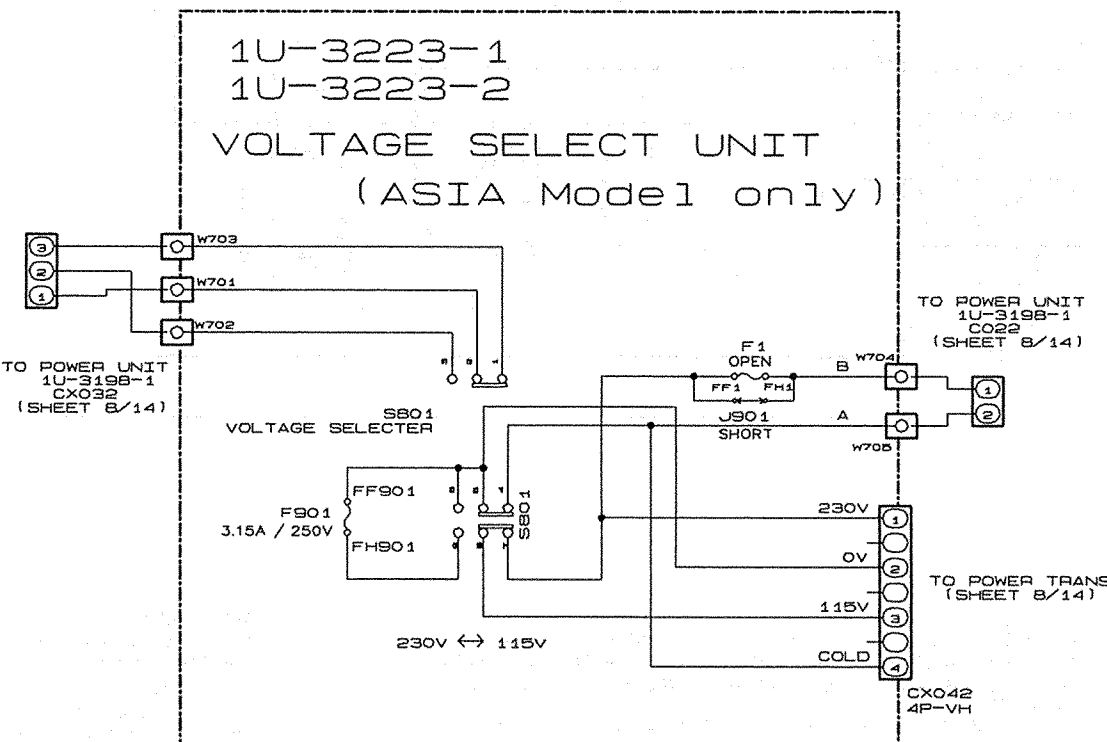 1U-3223-1
1U-3223-2
VOLTAGE SELECT UNIT
(ASIA Model only)
W703
3
2
1
W701
W702
TO POWER UNIT
1U-3198-1
CX032
(SHEET 8/14)
3 2 1
S801
VOLTAGE SELECTER
TO POWER UNIT
1U-3198-1
C022
(SHEET 8/14)
F1
OPEN
FF1 FH1
J901
SHORT
B
W704
A
W705
1
2
FF901
F901
3.15A / 250V
FH901
S801
230V <-> 115V
230V
0V
115V
COLD
1
2
3
4
TO POWER TRANS
(SHEET 8/14)
CX042
4P-VH